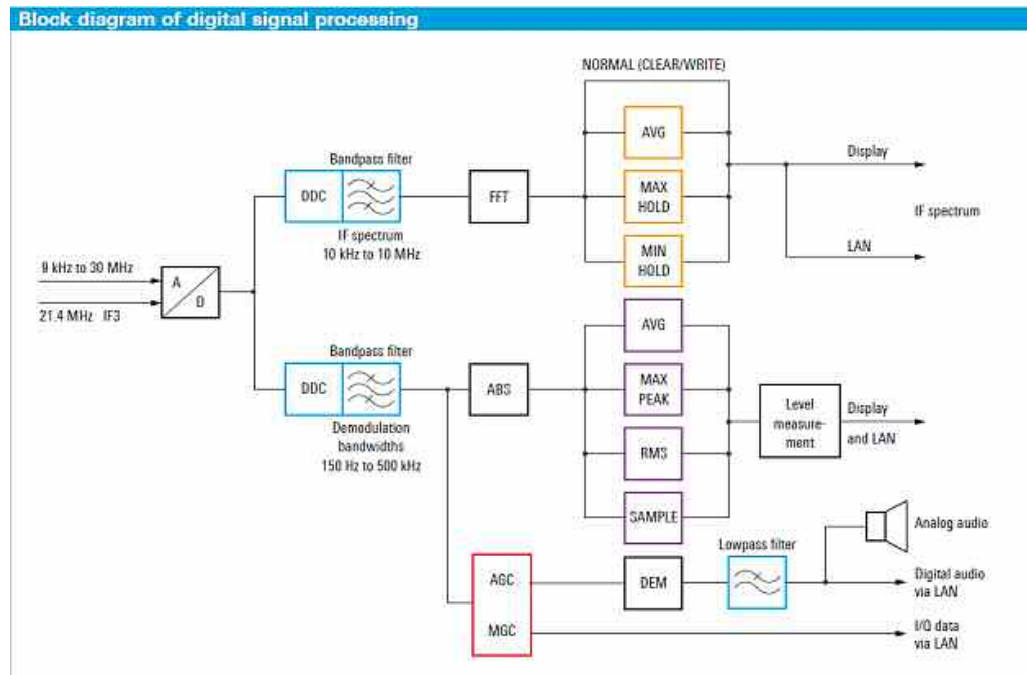 Block diagram of digital signal processing
NORMAL (CLEAR/WRITE)
AVG
MAX
HOLD
MIN
HOLD
Display
IF spectrum
LAN
Bandpass filter
DDC
IF spectrum
10 kHz to 10 MHz
FFT
9 kHz to 30 MHz
21.4 MHz IF3
A
D
Bandpass filter
DDC
Demodulation
bandwidths
150 Hz to 500 kHz
ABS
AVG
MAX
PEAK
RMS
SAMPLE
Level
measure-
ment
Display
and LAN
AGC
MGC
DEM
Lowpass filter
Analog audio
Digital audio
via LAN
I/Q data
via LAN